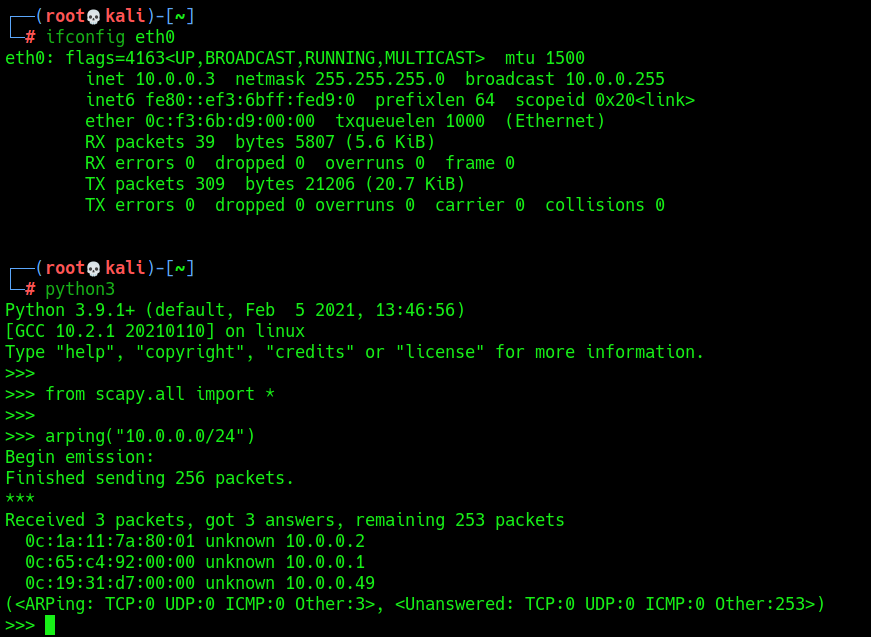 ┌──(root💀kali)-[~]
└─# ifconfig eth0
eth0: flags=4163<UP,BROADCAST,RUNNING,MULTICAST>  mtu 1500
        inet 10.0.0.3  netmask 255.255.255.0  broadcast 10.0.0.255
        inet6 fe80::ef3:6bff:fed9:0  prefixlen 64  scopeid 0x20<link>
        ether 0c:f3:6b:d9:00:00  txqueuelen 1000  (Ethernet)
        RX packets 39  bytes 5807 (5.6 KiB)
        RX errors 0  dropped 0  overruns 0  frame 0
        TX packets 309  bytes 21206 (20.7 KiB)
        TX errors 0  dropped 0 overruns 0  carrier 0  collisions 0

┌──(root💀kali)-[~]
└─# python3
Python 3.9.1+ (default, Feb  5 2021, 13:46:56)
[GCC 10.2.1 20210110] on linux
Type "help", "copyright", "credits" or "license" for more information.
>>>
>>> from scapy.all import *
>>>
>>> arping("10.0.0.0/24")
Begin emission:
Finished sending 256 packets.
***
Received 3 packets, got 3 answers, remaining 253 packets
  0c:1a:11:7a:80:01 unknown 10.0.0.2
  0c:65:c4:92:00:00 unknown 10.0.0.1
  0c:19:31:d7:00:00 unknown 10.0.0.49
(<ARPing: TCP:0 UDP:0 ICMP:0 Other:3>, <Unanswered: TCP:0 UDP:0 ICMP:0 Other:253>)
>>>